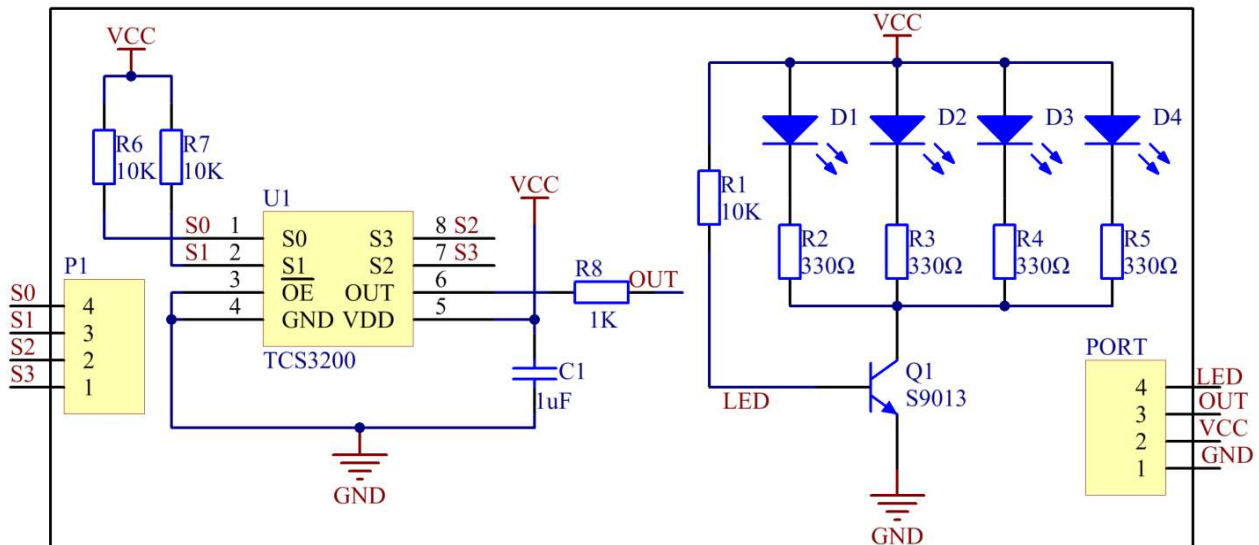 VCC
R6
10K
R7
10K
S0
S1
U1
1
2
3
4
S0
S1
OE
GND
S3
S2
OUT
VDD
8
7
6
5
S2
S3
TCS3200
VCC
R8
1K
OUT
C1
1uF
GND
P1
S0
S1
S2
S3
4
3
2
1
VCC
D1
D2
D3
D4
R1
10K
R2
330Ω
R3
330Ω
R4
330Ω
R5
330Ω
LED
Q1
S9013
GND
PORT
4
3
2
1
LED
OUT
VCC
GND